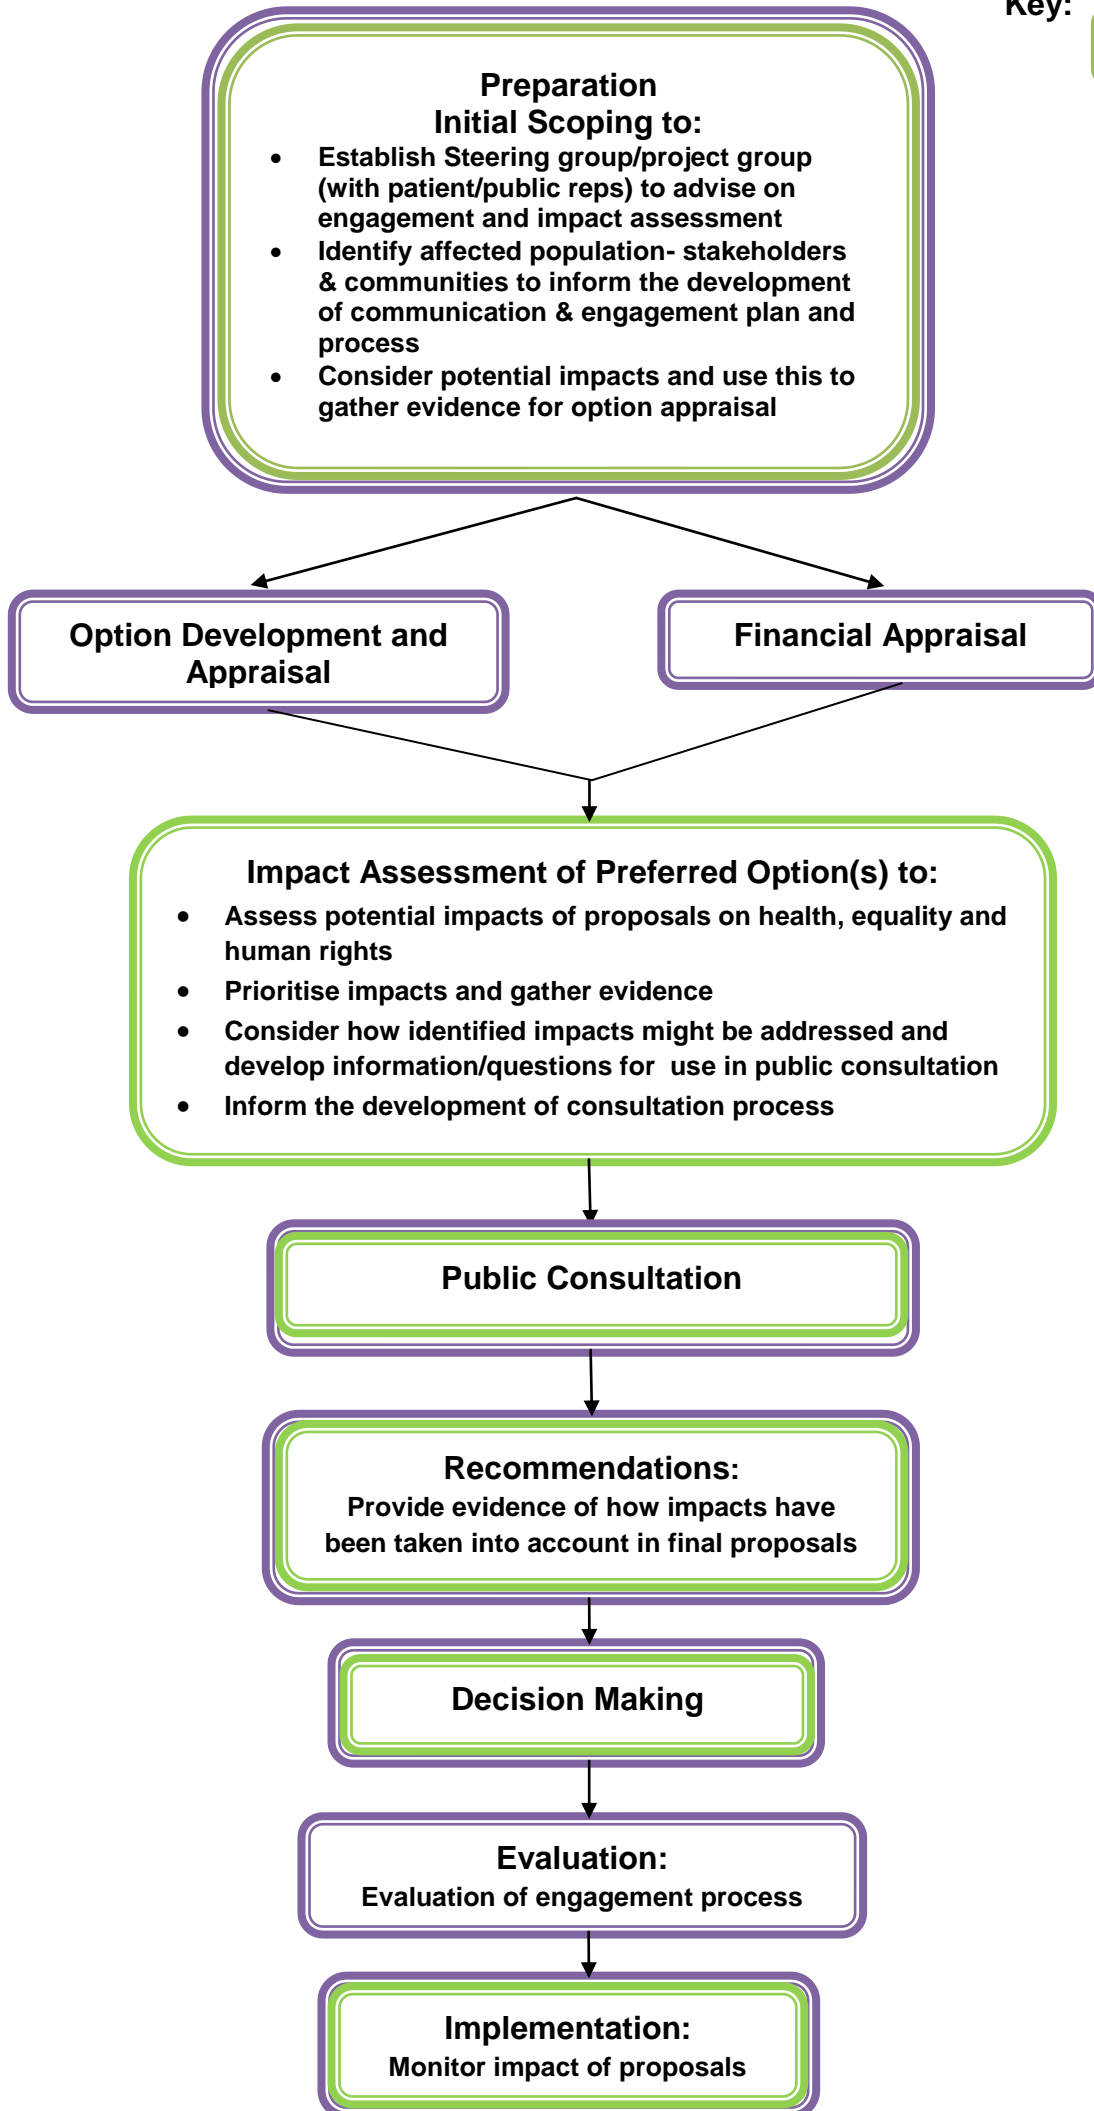 Key:
Preparation
Initial Scoping to:
• Establish Steering group/project group
(with patient/public reps) to advise on
engagement and impact assessment
• Identify affected population- stakeholders
& communities to inform the development
of communication & engagement plan and
process
• Consider potential impacts and use this to
gather evidence for option appraisal
Option Development and
Appraisal
Financial Appraisal
Impact Assessment of Preferred Option(s) to:
• Assess potential impacts of proposals on health, equality and
human rights
• Prioritise impacts and gather evidence
• Consider how identified impacts might be addressed and
develop information/questions for use in public consultation
• Inform the development of consultation process
Public Consultation
Recommendations:
Provide evidence of how impacts have
been taken into account in final proposals
Decision Making
Evaluation:
Evaluation of engagement process
Implementation:
Monitor impact of proposals